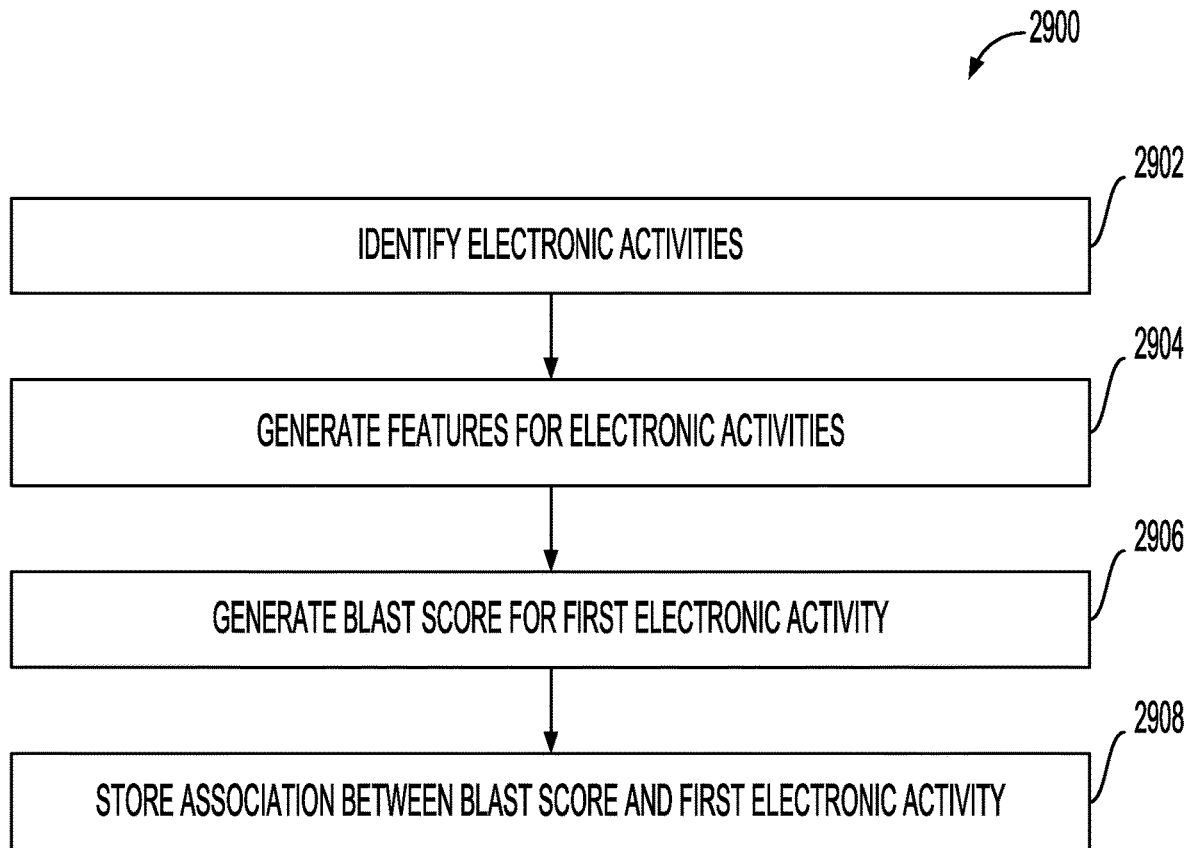 2900
2902
IDENTIFY ELECTRONIC ACTIVITIES
2904
GENERATE FEATURES FOR ELECTRONIC ACTIVITIES
2906
GENERATE BLAST SCORE FOR FIRST ELECTRONIC ACTIVITY
2908
STORE ASSOCIATION BETWEEN BLAST SCORE AND FIRST ELECTRONIC ACTIVITY